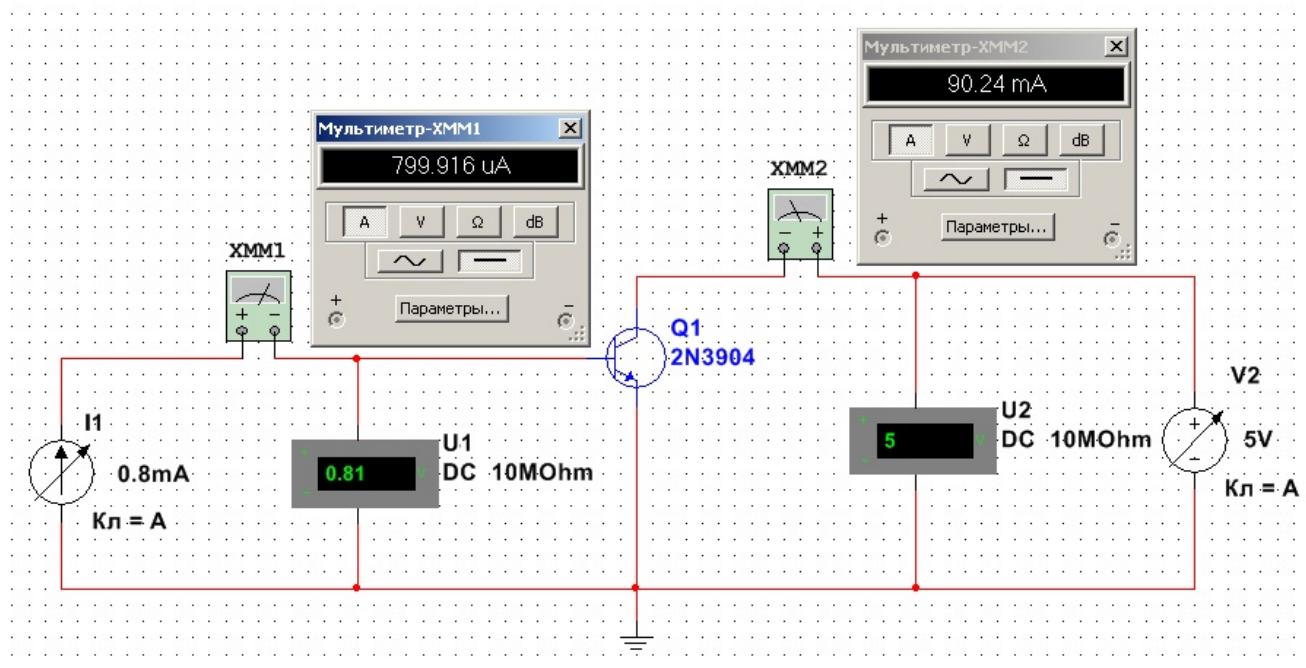 Мультиметр-XMM2
90.24 mA
A V Ω dB
+ Параметры... -
Мультиметр-XMM1
799.916 uA
A V Ω dB
+ Параметры... -
XMM2
- +
XMM1
+ -
Q1
2N3904
V2
+
-
5V
Кл = A
I1
0.8mA
Кл = A
U1
DC 10MOhm
+ 0.81 V
-
U2
DC 10MOhm
+ 5 V
-